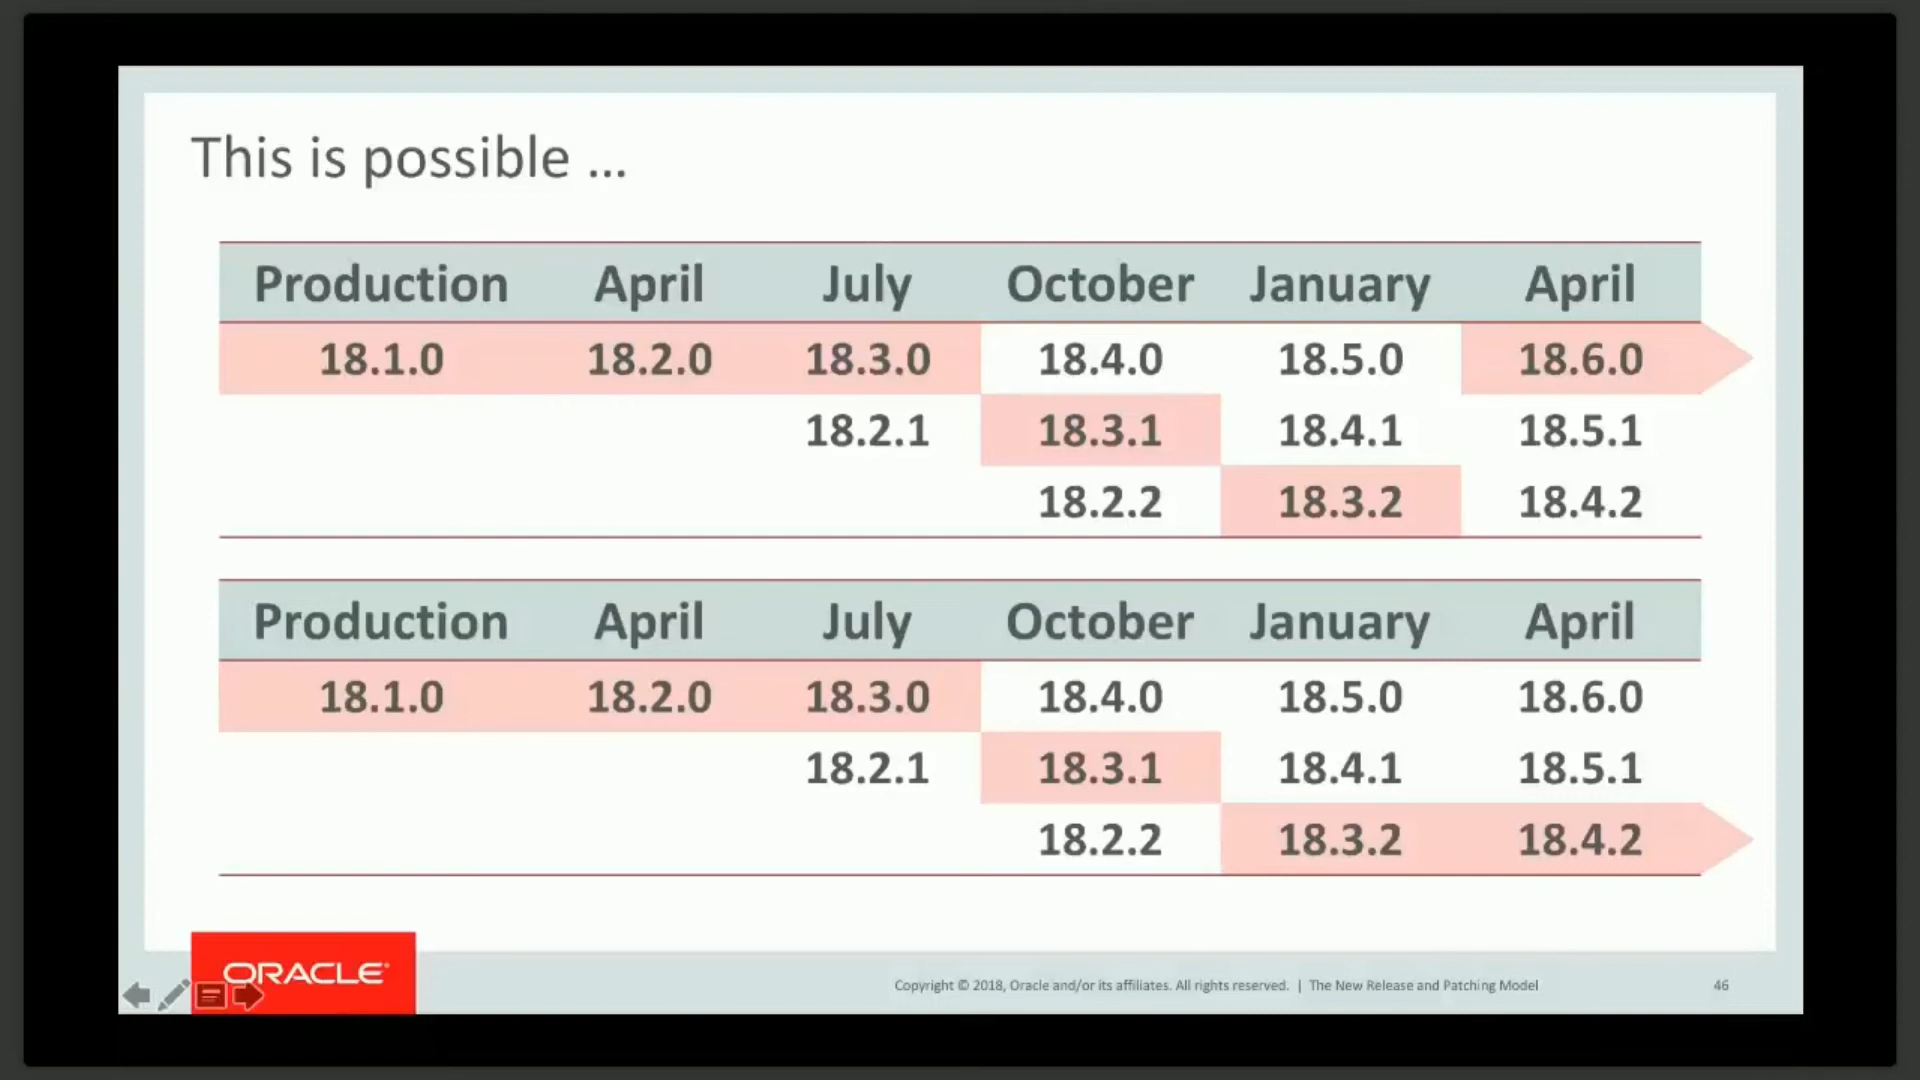 This is possible ...
Production April July October January April
18.1.0 18.2.0 18.3.0 18.4.0 18.5.0 18.6.0
18.2.1 18.3.1 18.4.1 18.5.1
18.2.2 18.3.2 18.4.2
Production April July October January April
18.1.0 18.2.0 18.3.0 18.4.0 18.5.0 18.6.0
18.2.1 18.3.1 18.4.1 18.5.1
18.2.2 18.3.2 18.4.2
ORACLE®
Copyright © 2018, Oracle and/or its affiliates. All rights reserved. | The New Release and Patching Model 46